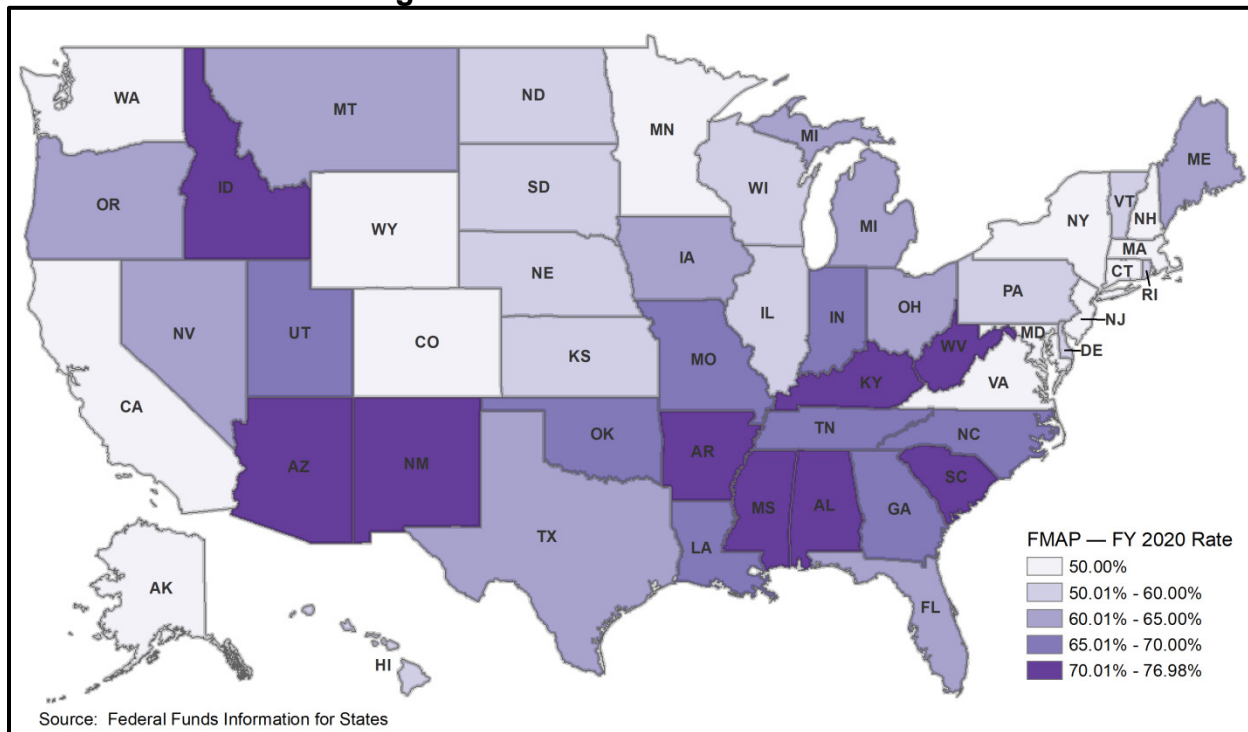 WA
MT
ND
MN
OR
ID
SD
WI
MI
ME
WY
NE
IA
MI
NY
VT
NH
MA
CT
RI
NV
UT
CO
KS
IL
IN
OH
PA
NJ
MD
DE
CA
MO
KY
WV
VA
AZ
NM
OK
AR
TN
NC
SC
TX
LA
MS
AL
GA
FL
AK
HI
FMAP — FY 2020 Rate
50.00%
50.01% - 60.00%
60.01% - 65.00%
65.01% - 70.00%
70.01% - 76.98%
Source: Federal Funds Information for States